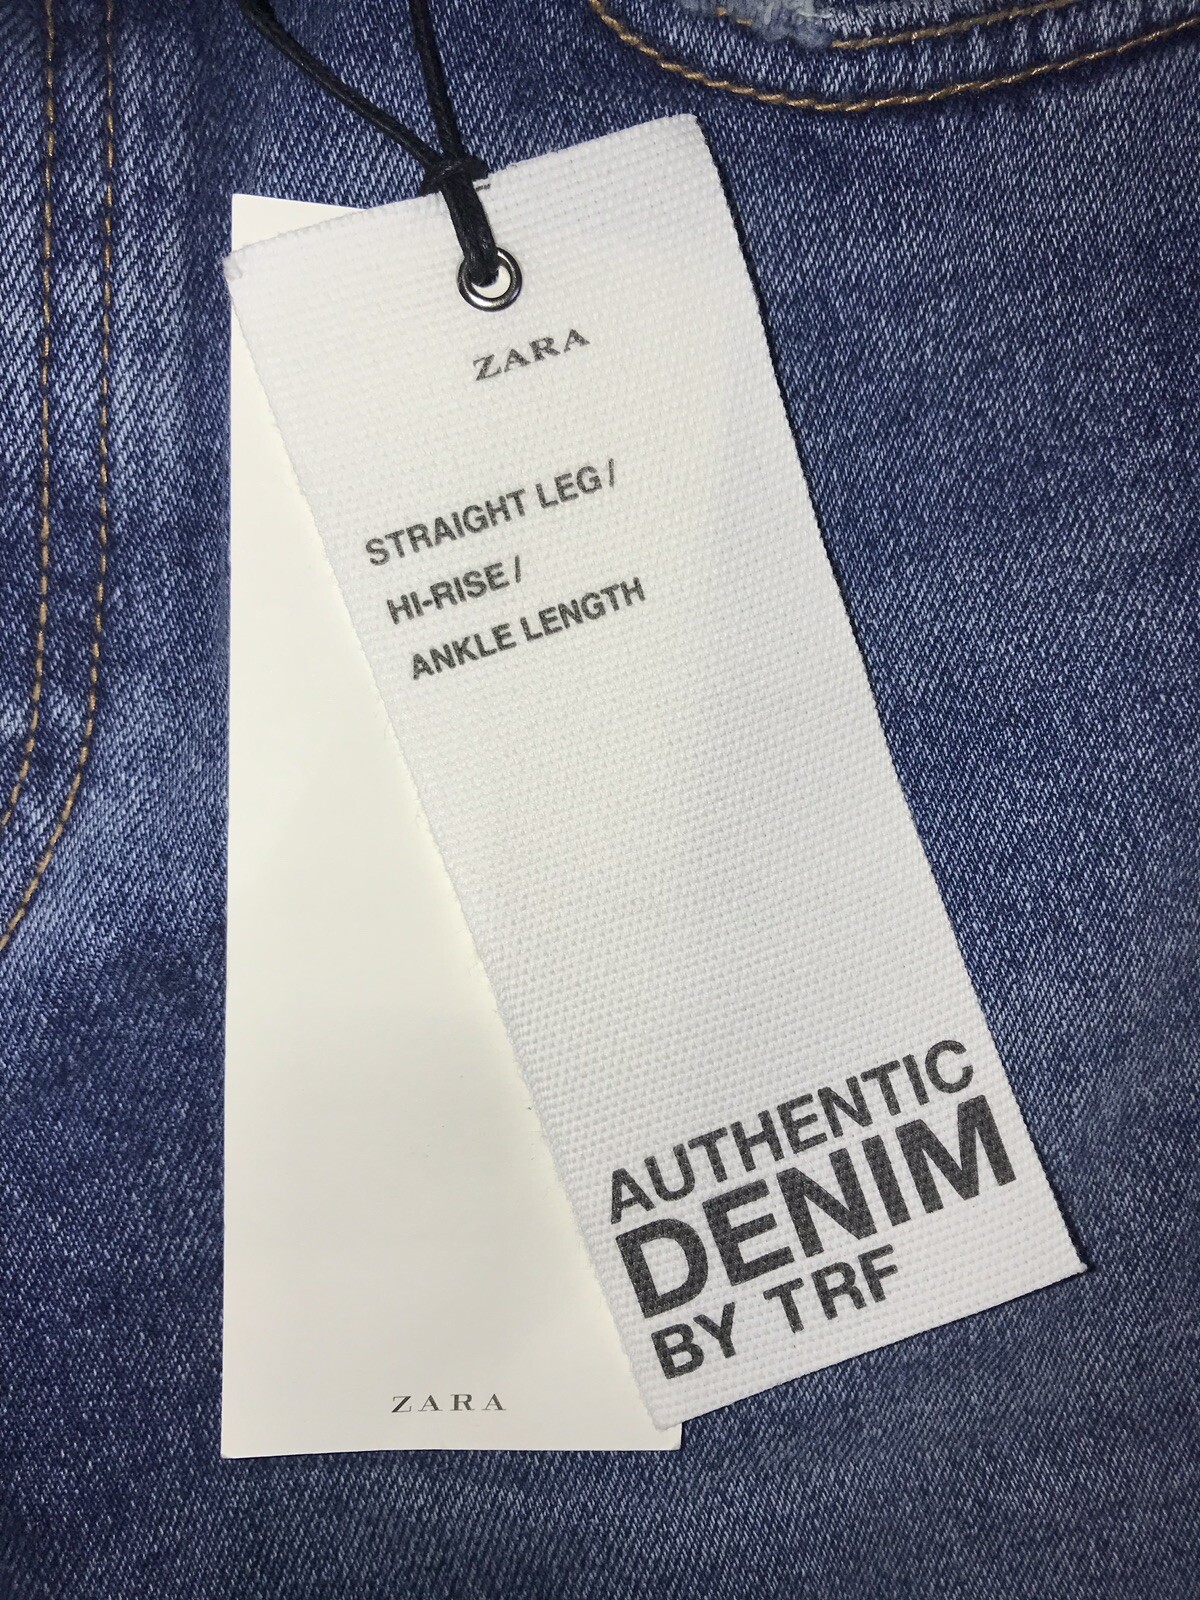 ZARA
STRAIGHT LEG/
HI-RISE/
ANKLE LENGTH
AUTHENTIC
DENIM
BY TRF
ZARA